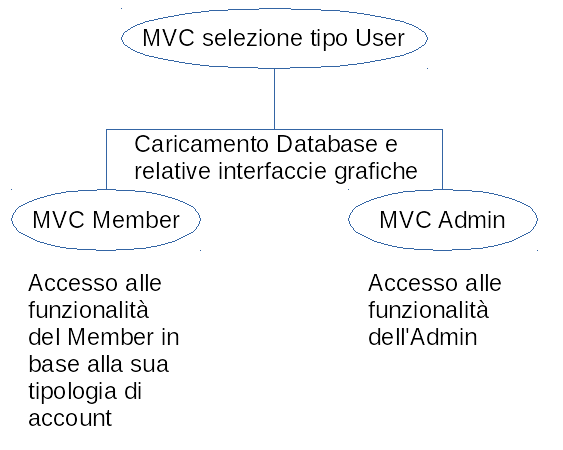 MVC selezione tipo User
Caricamento Database e
relative interfaccie grafiche
MVC Member
MVC Admin
Accesso alle
funzionalità
del Member in
base alla sua
tipologia di
account
Accesso alle
funzionalità
dell'Admin